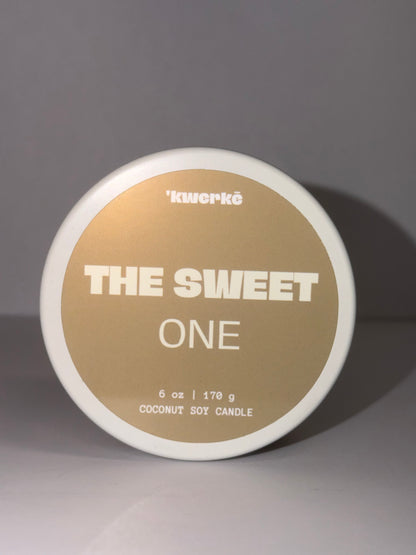 'kwerkē
THE SWEET
ONE
6 oz | 170 g
COCONUT SOY CANDLE